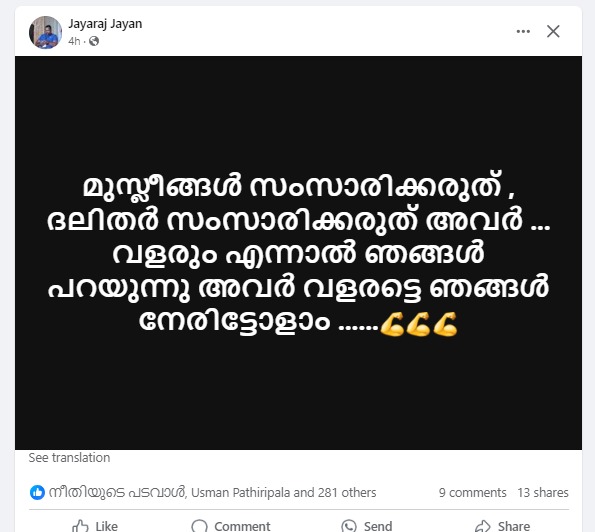 Jayaraj Jayan
4h ·
മുസ്ലീങ്ങൾ സംസാരിക്കരുത് ,
ദലിതർ സംസാരിക്കരുത് അവർ ...
വളരും എന്നാൽ ഞങ്ങൾ
പറയുന്നു അവർ വളരട്ടെ ഞങ്ങൾ
നേരിട്ടോളാം ......💪💪💪
See translation
നീതിയുടെ പടവാൾ, Usman Pathiripala and 281 others 9 comments 13 shares
Like Comment Send Share